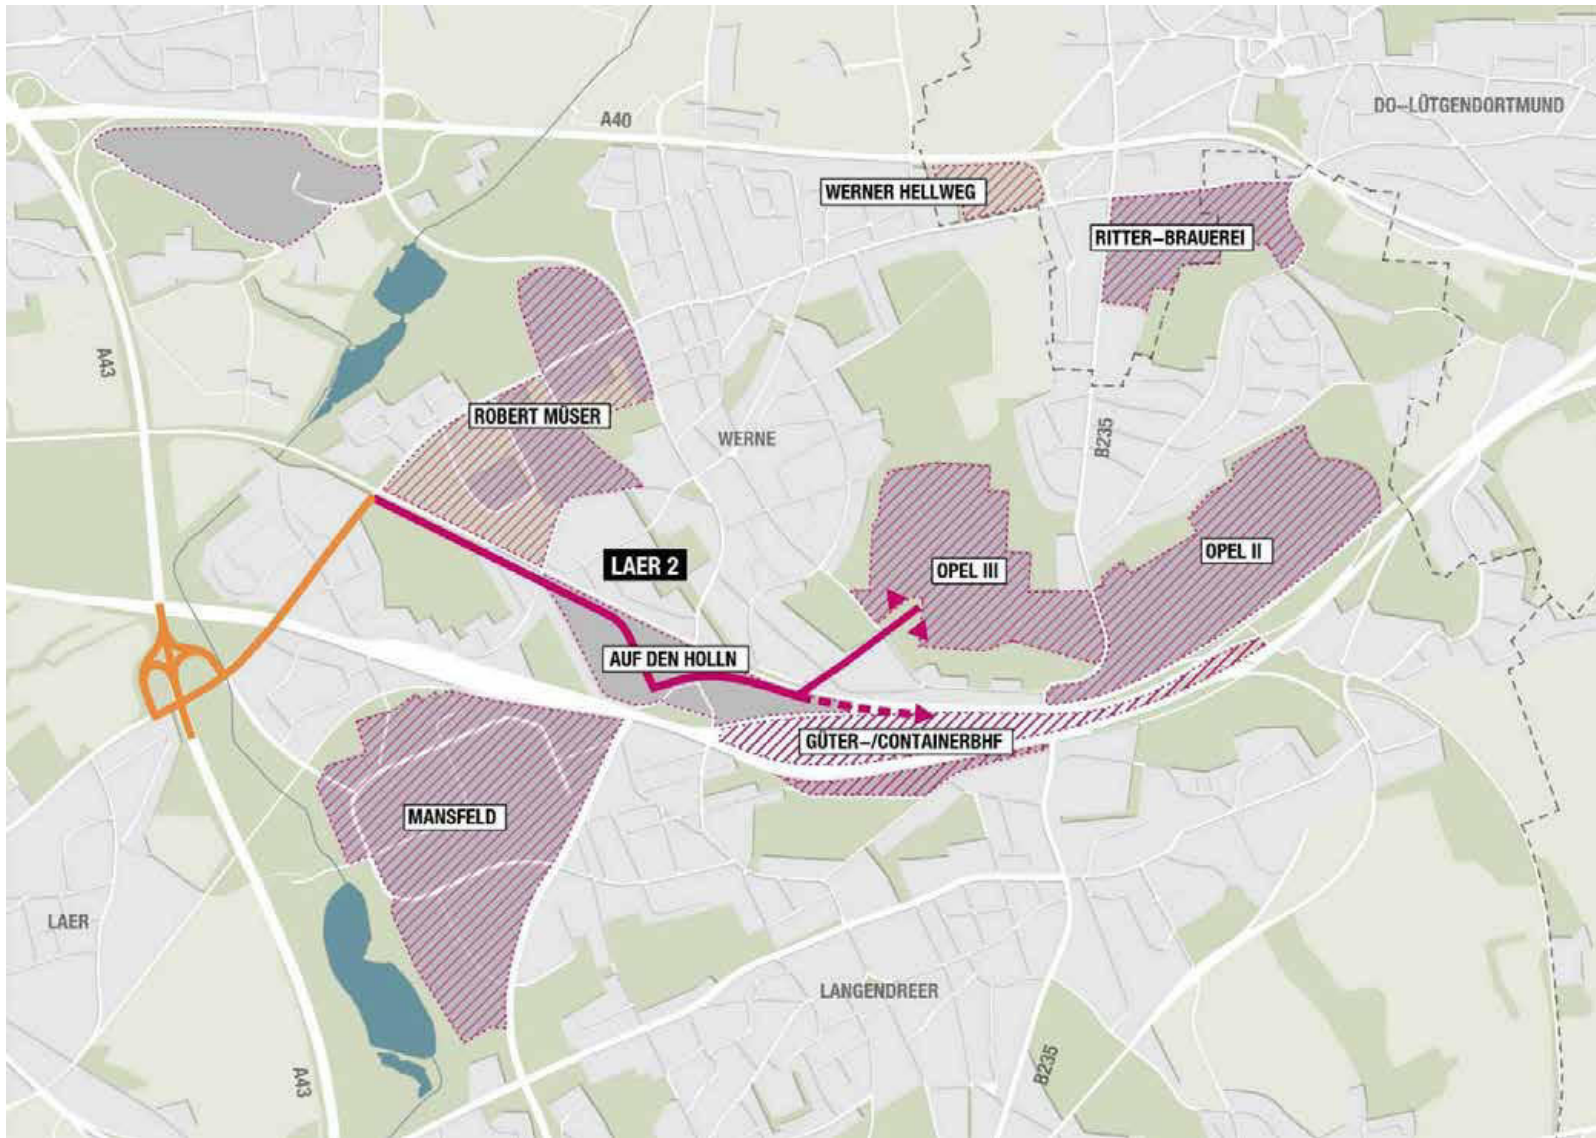 DO–LÜTGENDORTMUND
A40
WERNER HELLWEG
RITTER–BRAUEREI
A43
ROBERT MÜSER
WERNE
B235
LAER 2
OPEL III
OPEL II
AUF DEN HOLLN
GÜTER–/CONTAINERBHF
MANSFELD
LAER
LANGENDREER
A43
B235